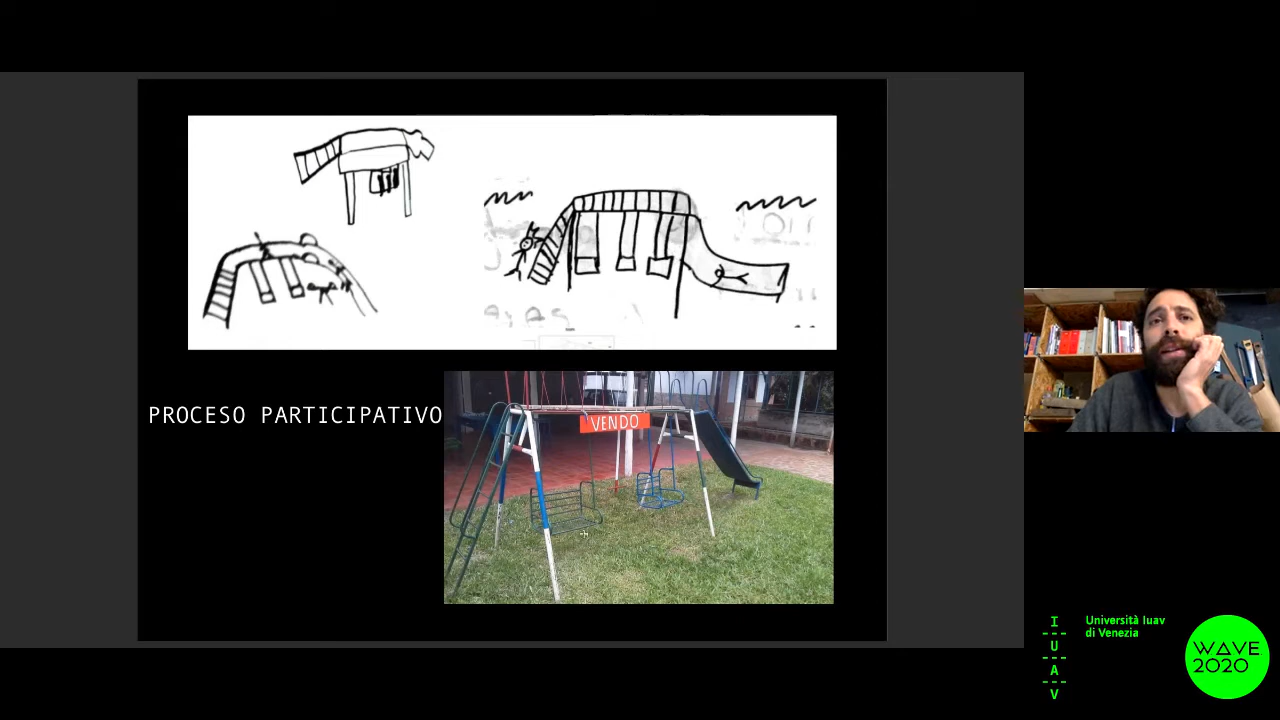 PROCESO PARTICIPATIVO
VENDO
I
U
A
V
Università Iuav
di Venezia
WAVE
2020